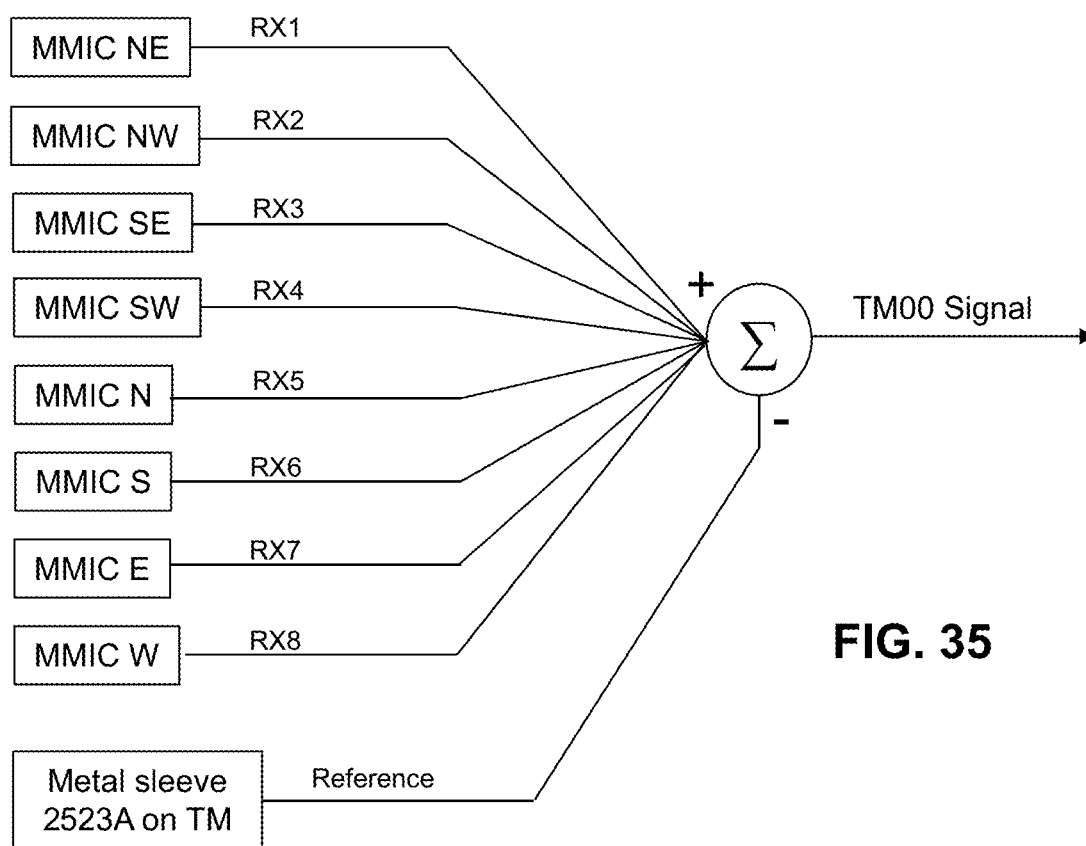 MMIC NE
RX1
MMIC NW
RX2
MMIC SE
RX3
MMIC SW
RX4
MMIC N
RX5
MMIC S
RX6
MMIC E
RX7
MMIC W
RX8
Metal sleeve
2523A on TM
Reference
+
Σ
-
TM00 Signal
FIG. 35